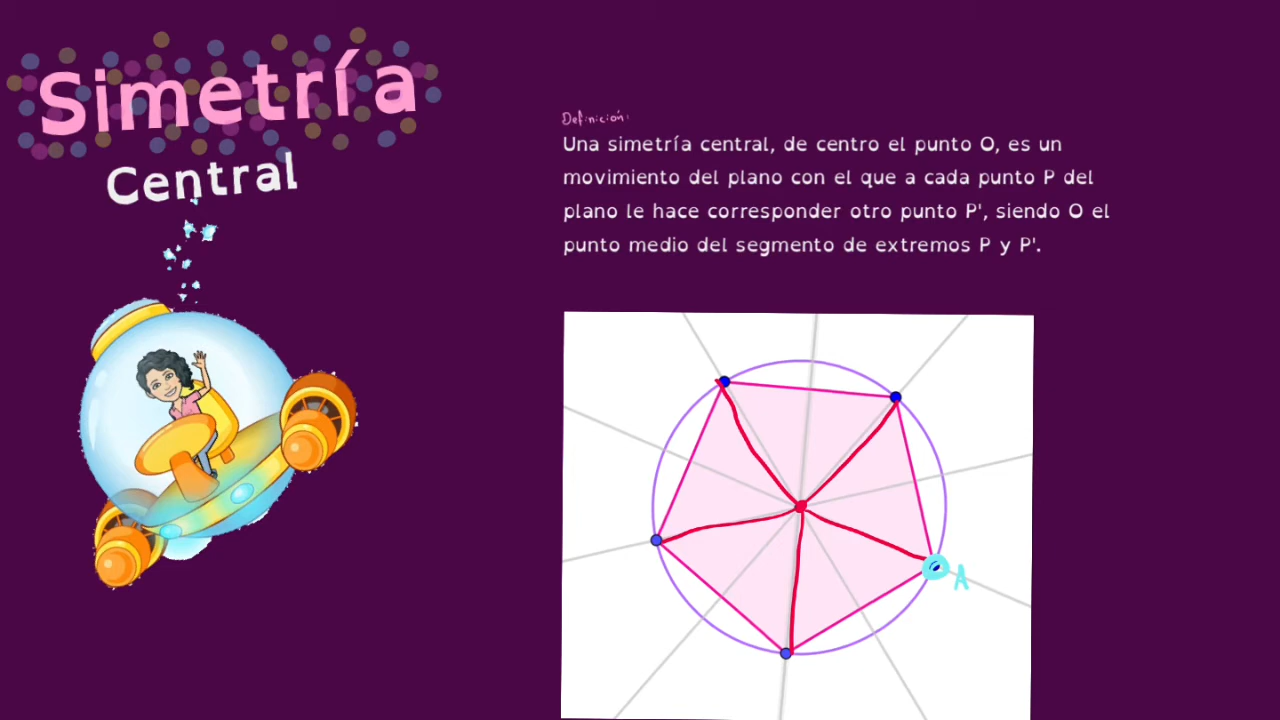 Simetría
Central
Definición:
Una simetría central, de centro el punto O, es un
movimiento del plano con el que a cada punto P del
plano le hace corresponder otro punto P', siendo O el
punto medio del segmento de extremos P y P'.
A